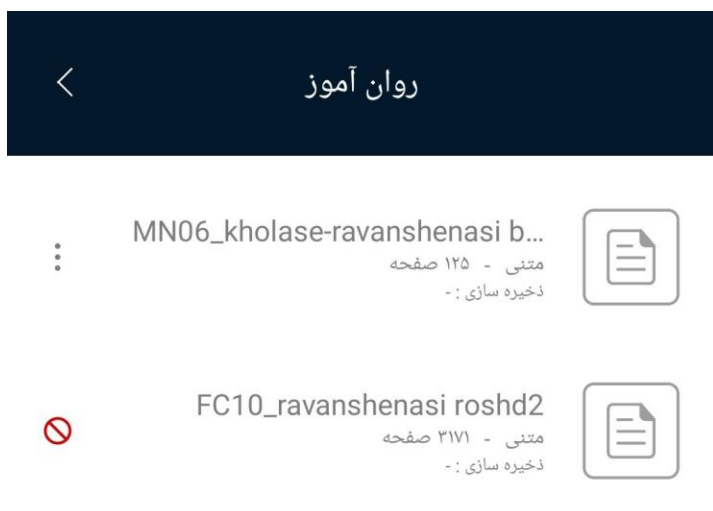 روان آموز
MN06_kholase-ravanshenasi b...
متنی - ۱۲۵ صفحه
ذخیره سازی : -
FC10_ravanshenasi roshd2
متنی - ۳۱۷۱ صفحه
ذخیره سازی : -